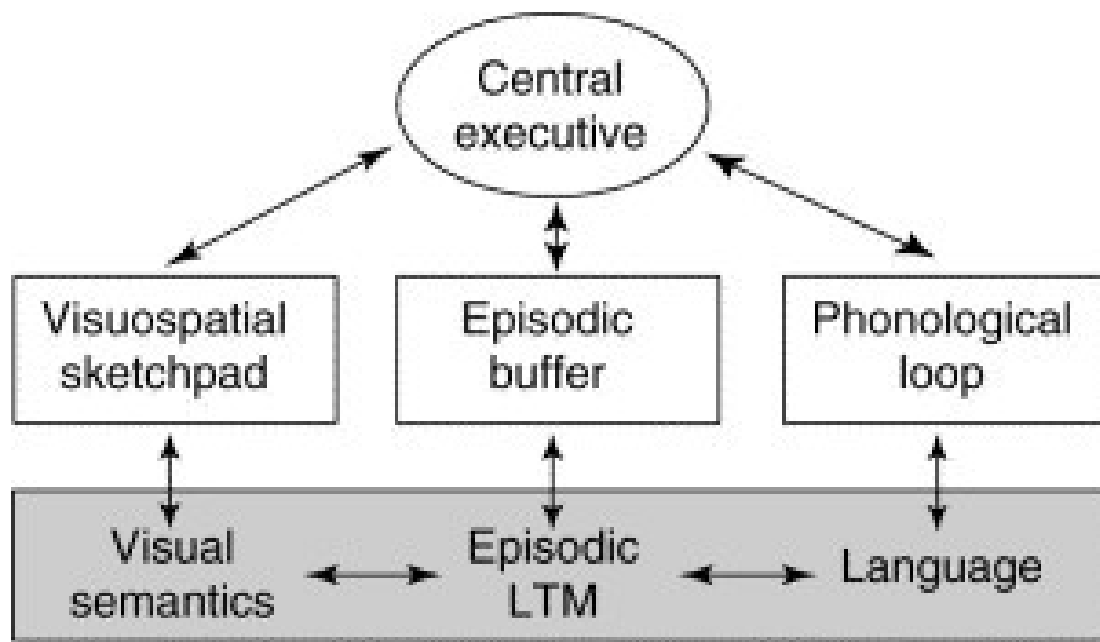 Central
executive
Visuospatial
sketchpad
Episodic
buffer
Phonological
loop
Visual
semantics
Episodic
LTM
Language